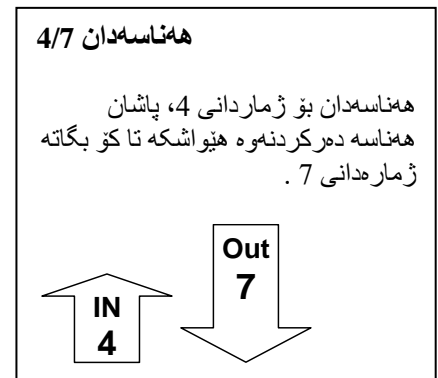 هەناسەدان 4/7
هەناسەدان بۆ ژماردانی 4، پاشان
هەناسە دەرکردنەوە هێواشکە تا کۆ بگاتە
ژمارەدانی 7 .
Out
7
IN
4